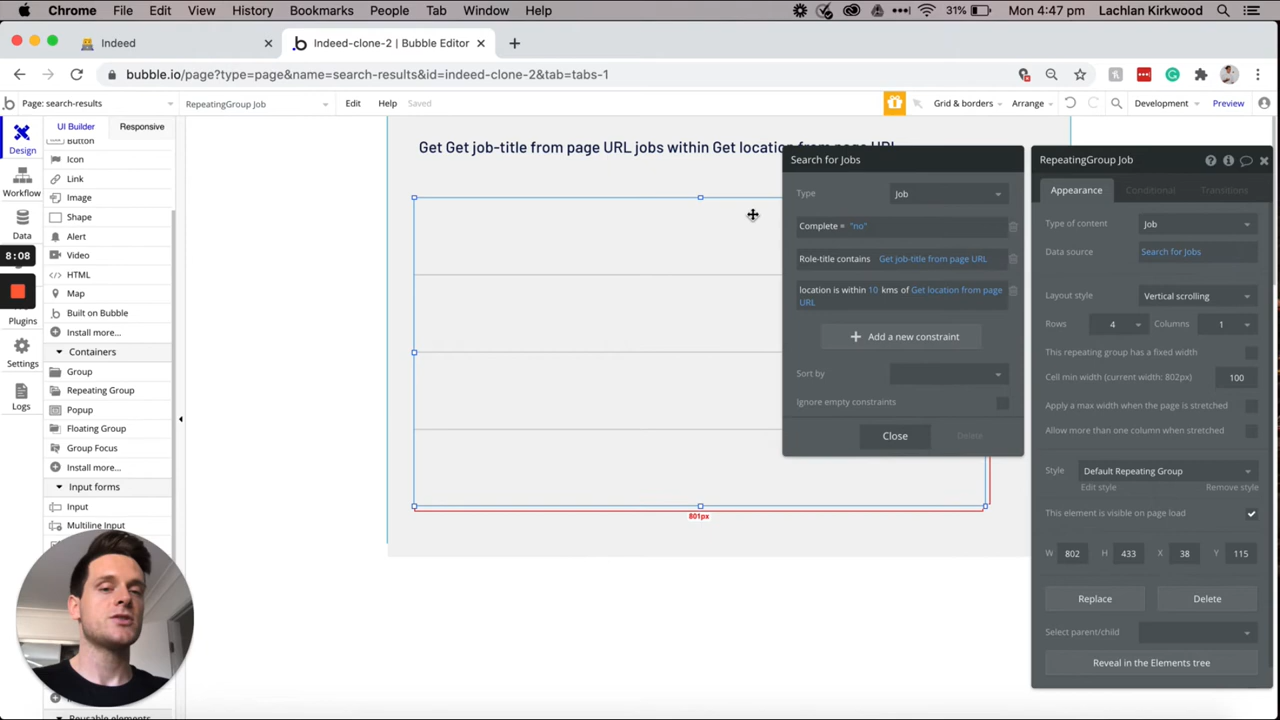 Chrome File Edit View History Bookmarks People Tab Window Help 31% Mon 4:47 pm Lachlan Kirkwood
Indeed
Indeed-clone-2 | Bubble Editor
bubble.io/page?type=page&name=search-results&id=indeed-clone-2&tab=tabs-1
Page: search-results RepeatingGroup Job Edit Help Saved Grid & borders Arrange Development Preview
Design
Workflow
Data
8:08
Plugins
Settings
Logs
UI Builder Responsive
Button
Icon
Link
Image
Shape
Alert
Video
HTML
Map
Built on Bubble
Install more...
Containers
Group
Repeating Group
Popup
Floating Group
Group Focus
Install more...
Input forms
Input
Multiline Input
Reusable elements
Get Get job-title from page URL jobs within Get location from page URL
801px
Search for Jobs
Type Job
Complete = "no"
Role-title contains Get job-title from page URL
location is within 10 kms of Get location from page
URL
Add a new constraint
Sort by
Ignore empty constraints
Close Delete
RepeatingGroup Job
Appearance Conditional Transitions
Type of content Job
Data source Search for Jobs
Layout style Vertical scrolling
Rows 4 Columns 1
This repeating group has a fixed width
Cell min width (current width: 802px) 100
Apply a max width when the page is stretched
Allow more than one column when stretched
Style Default Repeating Group
Edit style Remove style
This element is visible on page load
W 802 H 433 X 38 Y 115
Replace Delete
Select parent/child
Reveal in the Elements tree